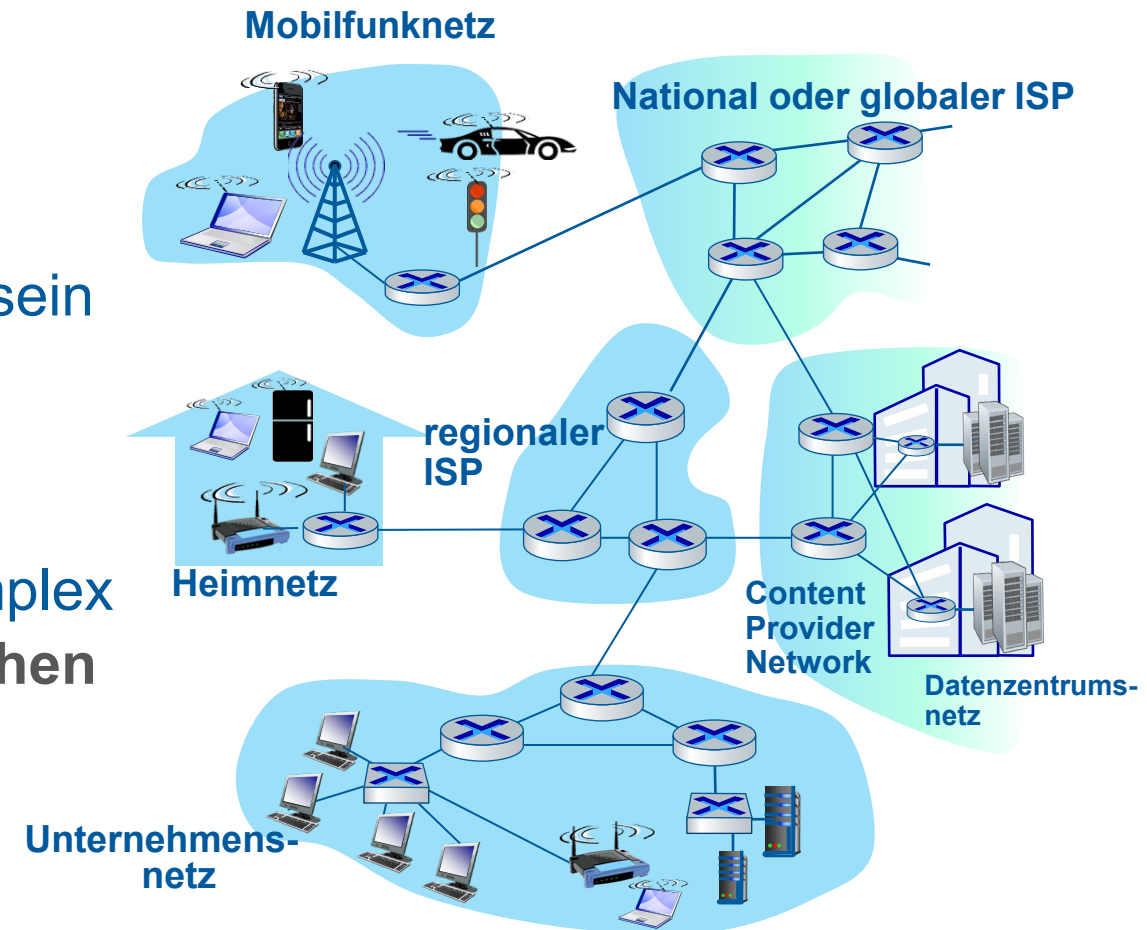 Mobilfunknetz
National oder globaler ISP
sein
regionaler
ISP
Heimnetz
plex
hen
Content
Provider
Network
Datenzentrums-
netz
Unternehmens-
netz